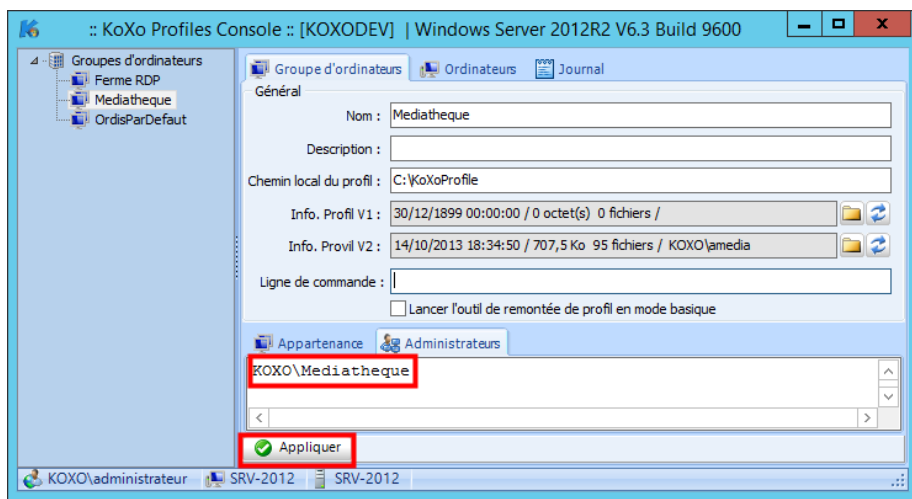 :: KoXo Profiles Console :: [KOXODEV] | Windows Server 2012R2 V6.3 Build 9600
Groupes d'ordinateurs
Ferme RDP
Mediatheque
OrdisParDefaut
Groupe d'ordinateurs Ordinateurs Journal
Général
Nom : Mediatheque
Description :
Chemin local du profil : C:\KoXoProfile
Info. Profil V1 : 30/12/1899 00:00:00 / 0 octet(s) 0 fichiers /
Info. Provil V2 : 14/10/2013 18:34:50 / 707,5 Ko 95 fichiers / KOXO\amedia
Ligne de commande :
Lancer l'outil de remontée de profil en mode basique
Appartenance Administrateurs
KOXO\Mediatheque
Appliquer
KOXO\administrateur SRV-2012 SRV-2012